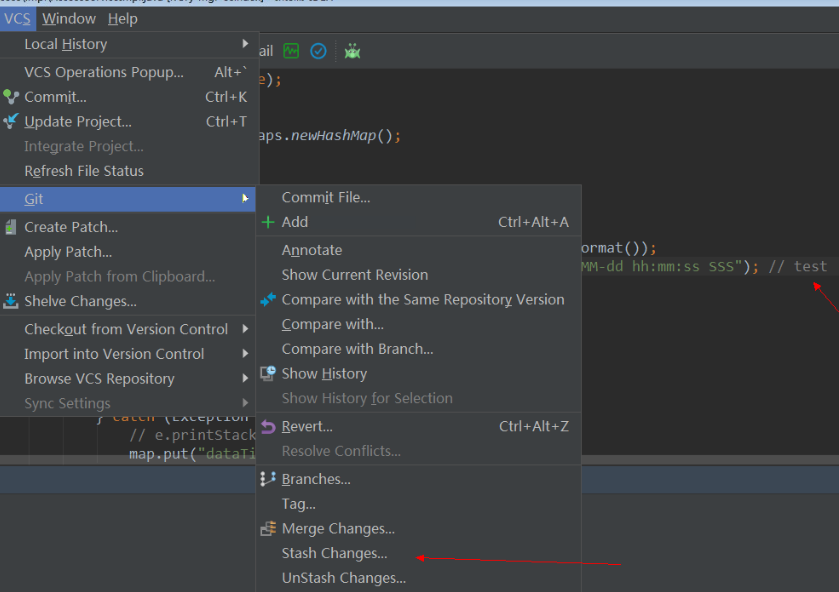 VCS Window Help
Local History
VCS Operations Popup... Alt+`
Commit... Ctrl+K
Update Project... Ctrl+T
Integrate Project...
Refresh File Status
Git
Create Patch...
Apply Patch...
Apply Patch from Clipboard...
Shelve Changes...
Checkout from Version Control
Import into Version Control
Browse VCS Repository
Sync Settings
Commit File...
Add Ctrl+Alt+A
Annotate
Show Current Revision
Compare with the Same Repository Version
Compare with...
Compare with Branch...
Show History
Show History for Selection
Revert... Ctrl+Alt+Z
Resolve Conflicts...
Branches...
Tag...
Merge Changes...
Stash Changes...
UnStash Changes...
ail
e);
aps.newHashMap();
ormat());
MM-dd hh:mm:ss SSS"); // test
} catch (Exception
// e.printStack
map.put("dataTi